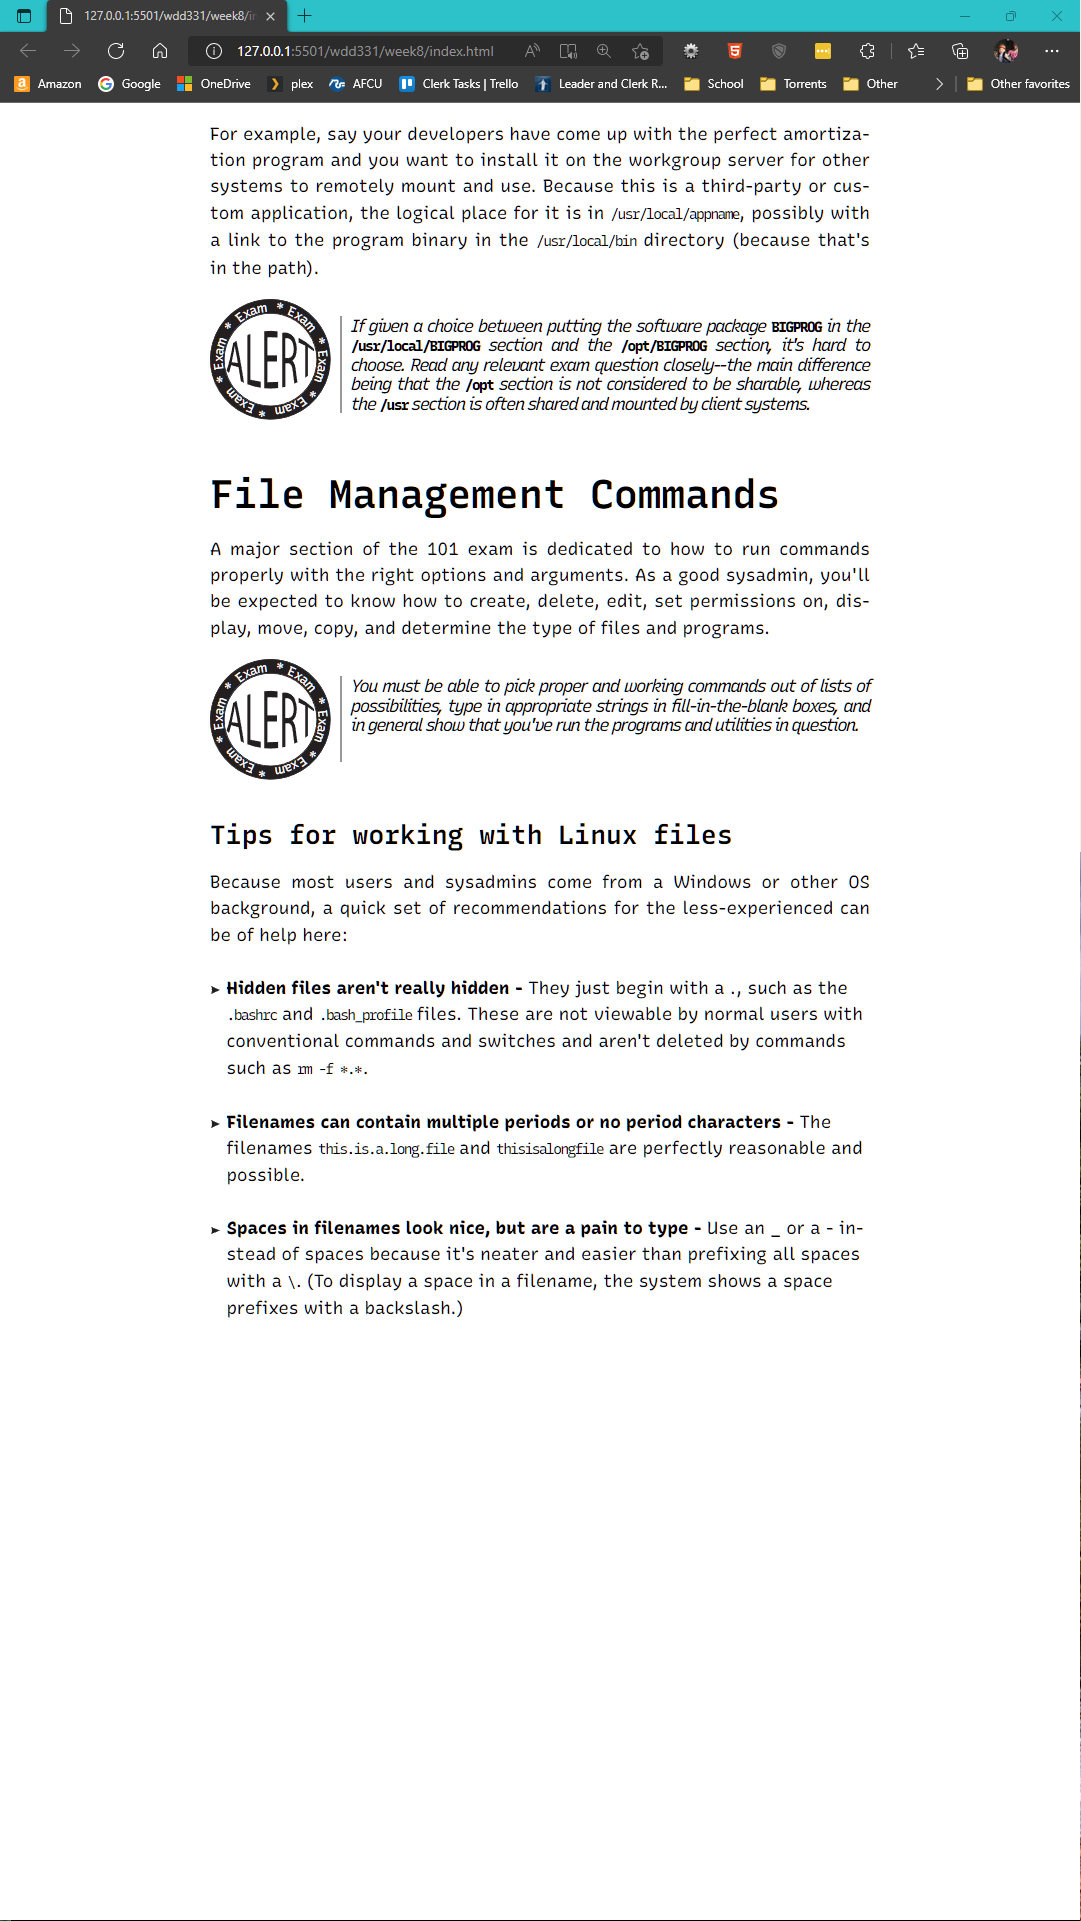 127.0.0.1:5501/wdd331/week8/in
127.0.0.1:5501/wdd331/week8/index.html
Amazon Google OneDrive plex AFCU Clerk Tasks | Trello Leader and Clerk R... School Torrents Other Other favorites
For example, say your developers have come up with the perfect amortiza-
tion program and you want to install it on the workgroup server for other
systems to remotely mount and use. Because this is a third-party or cus-
tom application, the logical place for it is in /usr/local/appname, possibly with
a link to the program binary in the /usr/local/bin directory (because that's
in the path).
* Exam * Exam * Exam * Exam * Exam
ALERT
If given a choice between putting the software package BIGPROG in the
/usr/local/BIGPROG section and the /opt/BIGPROG section, it's hard to
choose. Read any relevant exam question closely--the main difference
being that the /opt section is not considered to be sharable, whereas
the /usr section is often shared and mounted by client systems.
File Management Commands
A major section of the 101 exam is dedicated to how to run commands
properly with the right options and arguments. As a good sysadmin, you'll
be expected to know how to create, delete, edit, set permissions on, dis-
play, move, copy, and determine the type of files and programs.
* Exam * Exam * Exam * Exam * Exam
ALERT
You must be able to pick proper and working commands out of lists of
possibilities, type in appropriate strings in fill-in-the-blank boxes, and
in general show that you've run the programs and utilities in question.
Tips for working with Linux files
Because most users and sysadmins come from a Windows or other OS
background, a quick set of recommendations for the less-experienced can
be of help here:
➤ Hidden files aren't really hidden - They just begin with a ., such as the
.bashrc and .bash_profile files. These are not viewable by normal users with
conventional commands and switches and aren't deleted by commands
such as rm -f *.*.
➤ Filenames can contain multiple periods or no period characters - The
filenames this.is.a.long.file and thisisalongfile are perfectly reasonable and
possible.
➤ Spaces in filenames look nice, but are a pain to type - Use an _ or a - in-
stead of spaces because it's neater and easier than prefixing all spaces
with a \. (To display a space in a filename, the system shows a space
prefixes with a backslash.)